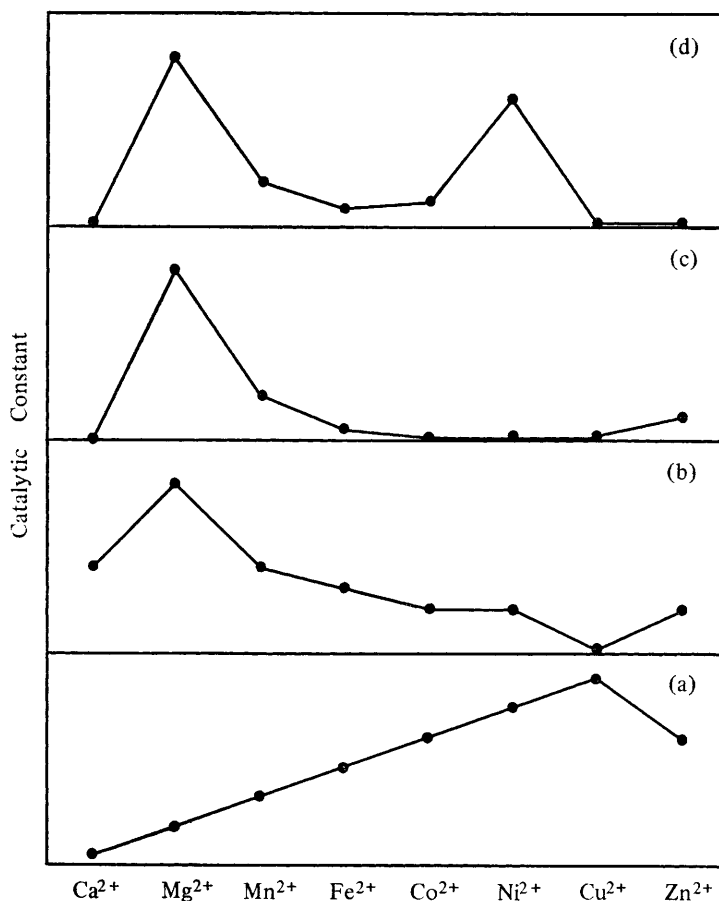 (d)
(c)
(b)
(a)
Catalytic Constant
Ca²⁺ Mg²⁺ Mn²⁺ Fe²⁺ Co²⁺ Ni²⁺ Cu²⁺ Zn²⁺